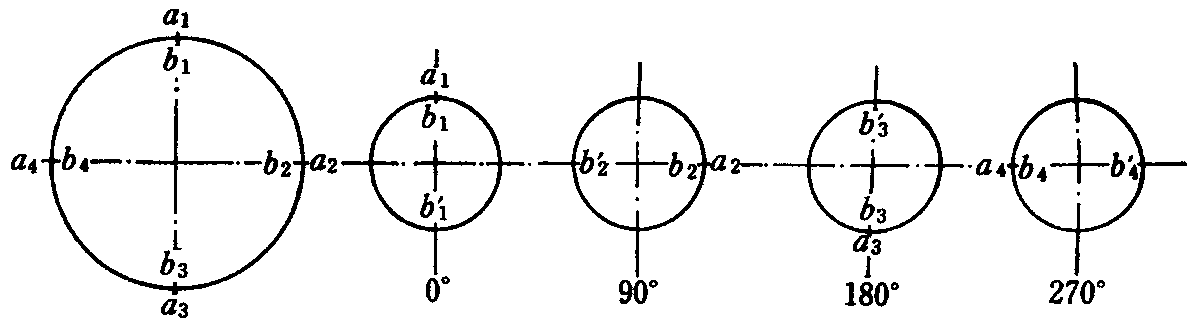 a₁
b₁
a₄ b₄ b₂ a₂
b₃
a₃
a₁
b₁
b′₁
0°
b′₂ b₂ a₂
90°
b′₃
b₃
a₃
180°
a₄ b₄ b′₄
270°